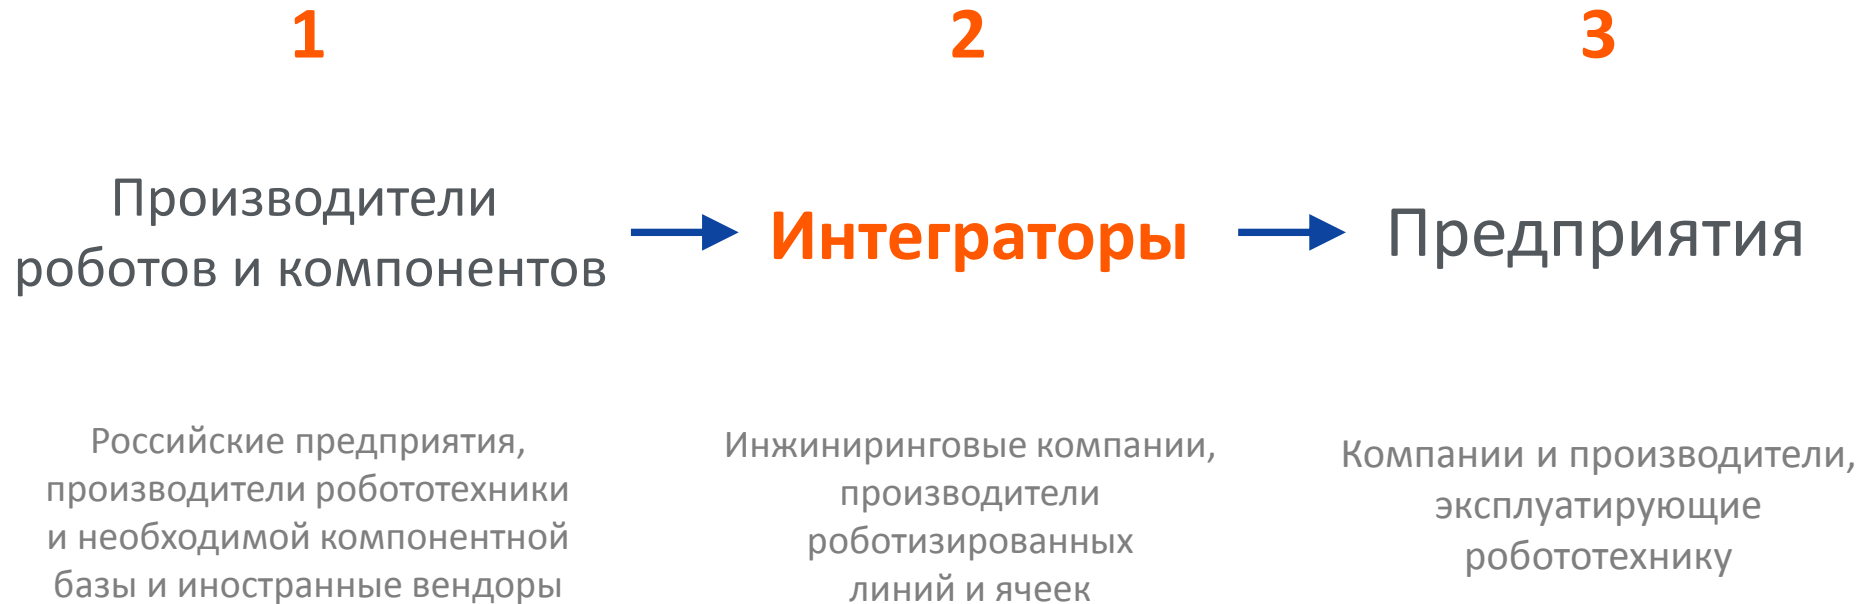 1
Производители
роботов и компонентов
Российские предприятия,
производители робототехники
и необходимой компонентной
базы и иностранные вендоры
2
Интеграторы
Инжиниринговые компании,
производители
роботизированных
линий и ячеек
3
Предприятия
Компании и производители,
эксплуатирующие
робототехнику